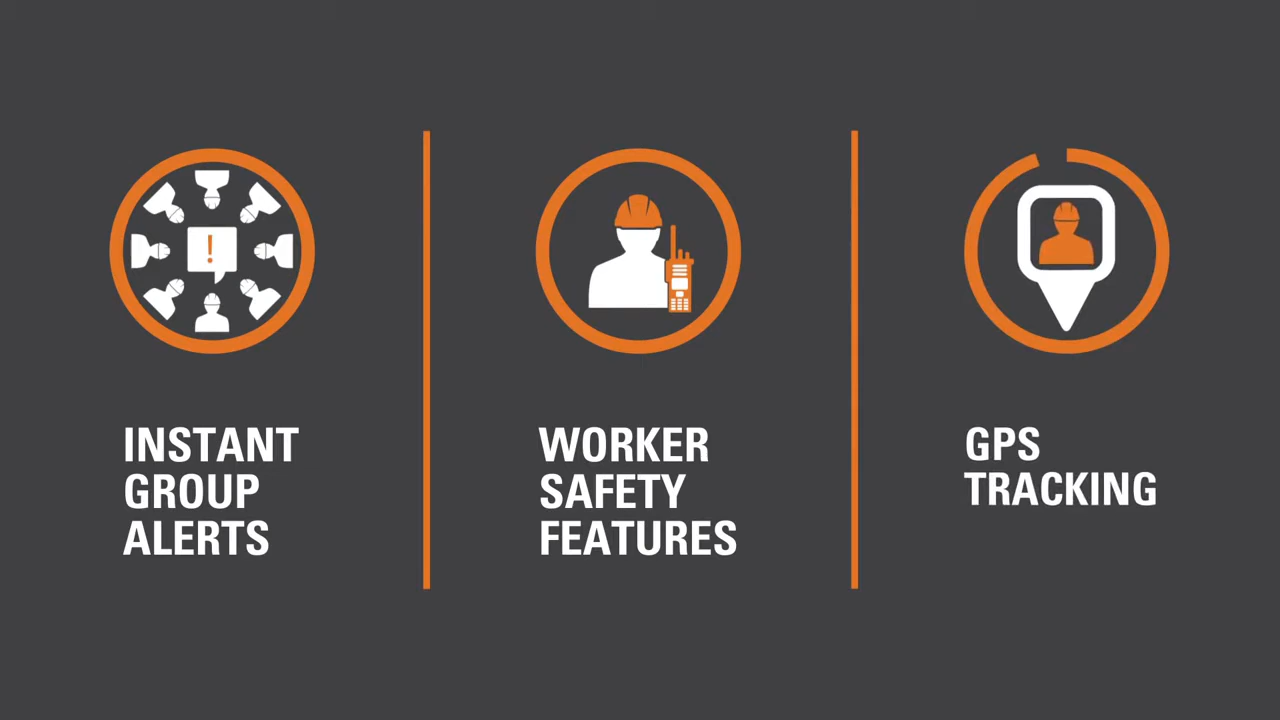 !
INSTANT
GROUP
ALERTS
WORKER
SAFETY
FEATURES
GPS
TRACKING